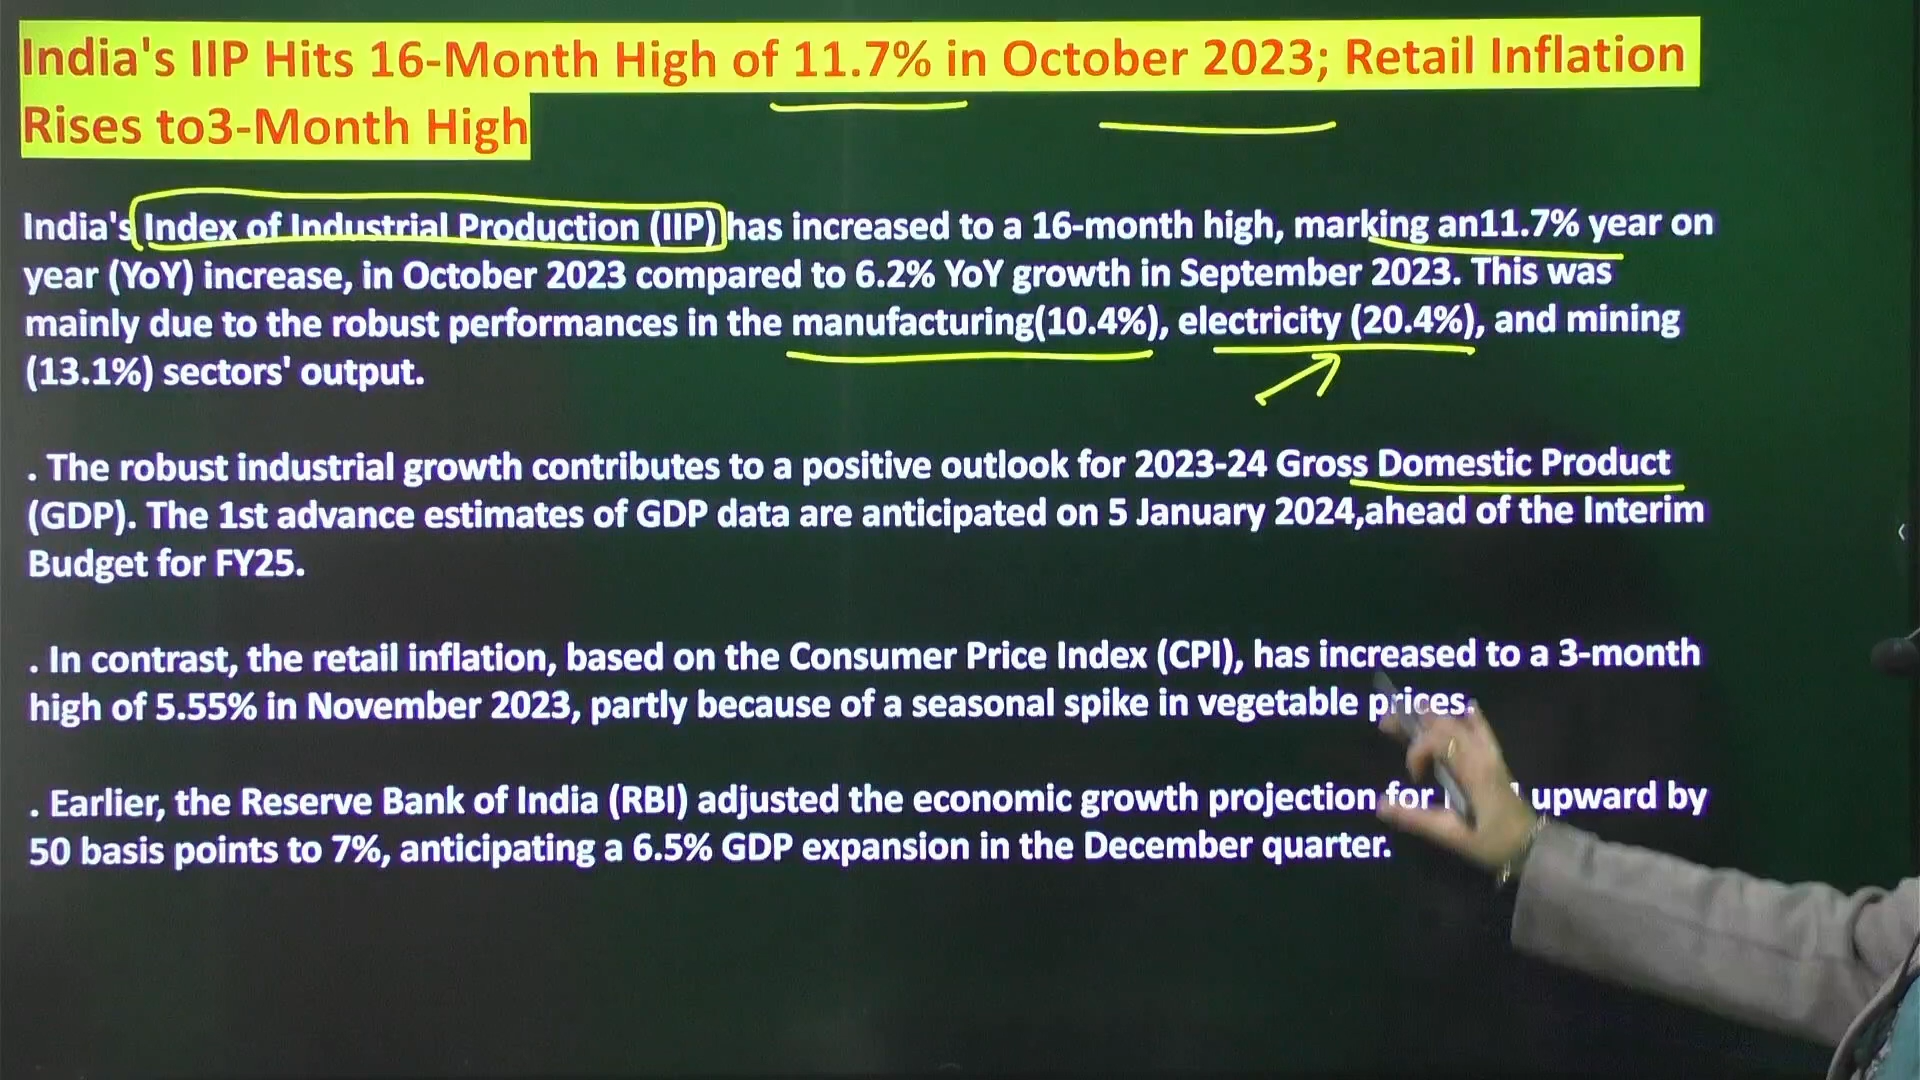 India's IIP Hits 16-Month High of 11.7% in October 2023; Retail Inflation
Rises to3-Month High
India's Index of Industrial Production (IIP) has increased to a 16-month high, marking an11.7% year on
year (YoY) increase, in October 2023 compared to 6.2% YoY growth in September 2023. This was
mainly due to the robust performances in the manufacturing(10.4%), electricity (20.4%), and mining
(13.1%) sectors' output.
. The robust industrial growth contributes to a positive outlook for 2023-24 Gross Domestic Product
(GDP). The 1st advance estimates of GDP data are anticipated on 5 January 2024,ahead of the Interim
Budget for FY25.
. In contrast, the retail inflation, based on the Consumer Price Index (CPI), has increased to a 3-month
high of 5.55% in November 2023, partly because of a seasonal spike in vegetable prices.
. Earlier, the Reserve Bank of India (RBI) adjusted the economic growth projection for upward by
50 basis points to 7%, anticipating a 6.5% GDP expansion in the December quarter.